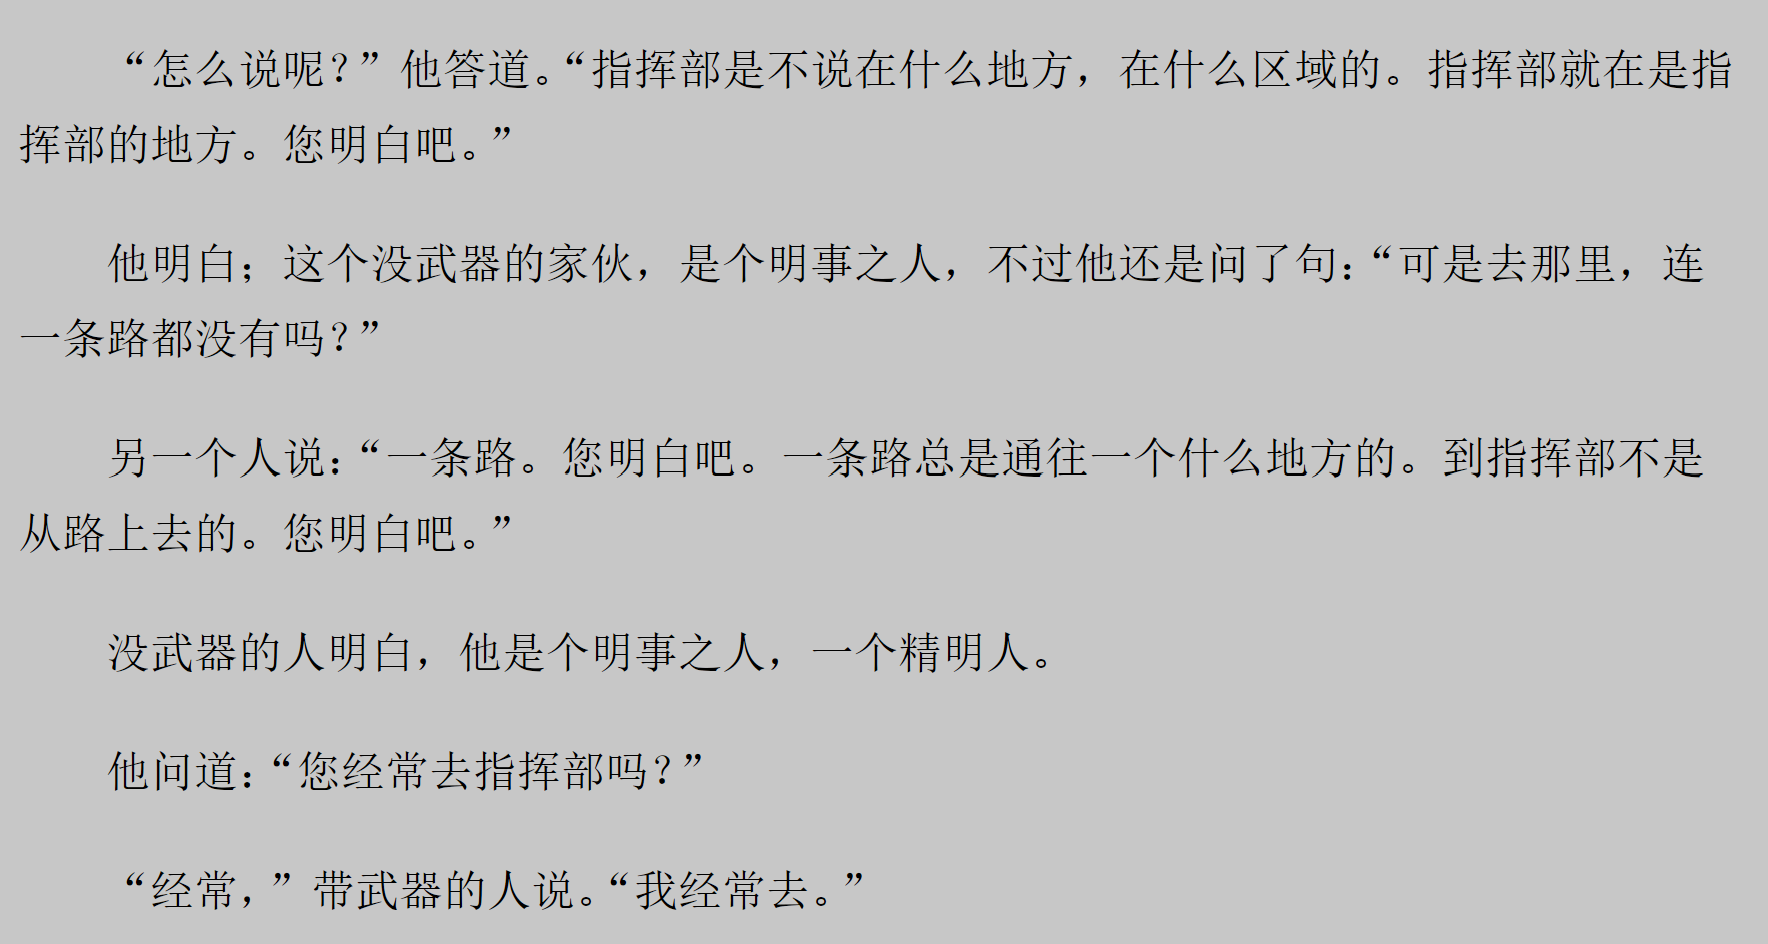 “怎么说呢？”他答道。“指挥部是不说在什么地方，在什么区域的。指挥部就在是指
挥部的地方。您明白吧。”
他明白；这个没武器的家伙，是个明事之人，不过他还是问了句：“可是去那里，连
一条路都没有吗？”
另一个人说：“一条路。您明白吧。一条路总是通往一个什么地方的。到指挥部不是
从路上去的。您明白吧。”
没武器的人明白，他是个明事之人，一个精明人。
他问道：“您经常去指挥部吗？”
“经常，”带武器的人说。“我经常去。”